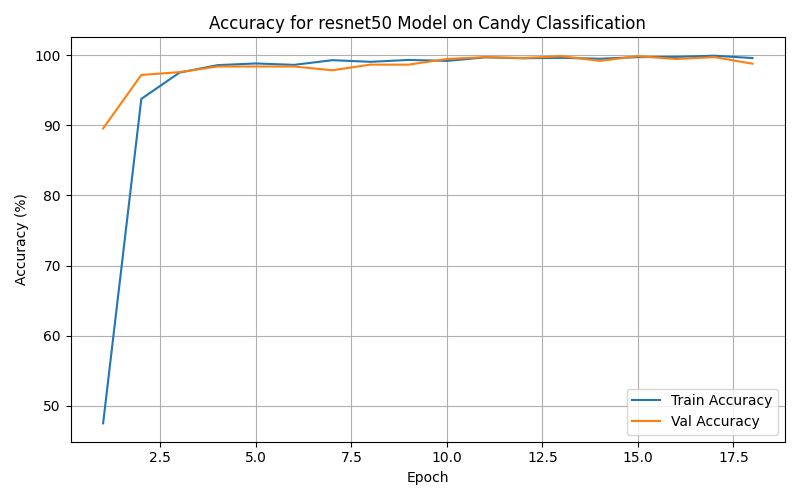 Accuracy for resnet50 Model on Candy Classification
Accuracy (%)
100
90
80
70
60
50
2.5 5.0 7.5 10.0 12.5 15.0 17.5
Epoch
Train Accuracy
Val Accuracy